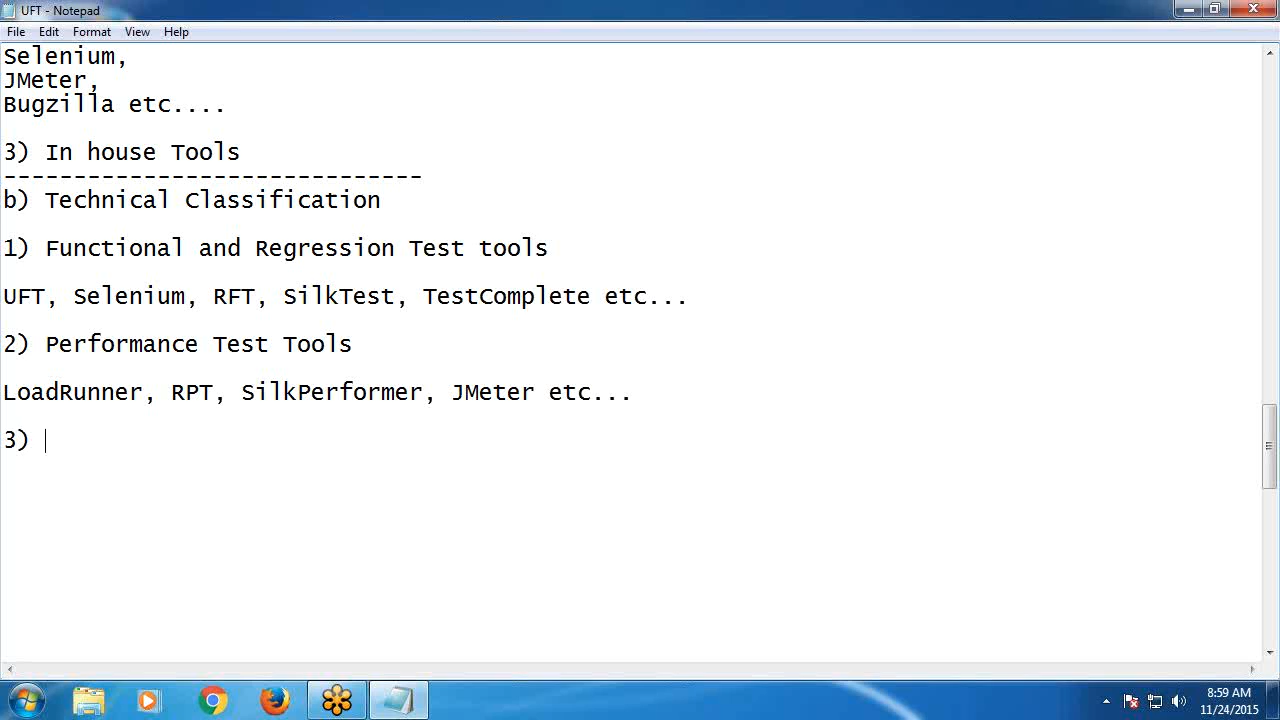 UFT - Notepad
File Edit Format View Help
Selenium,
JMeter,
Bugzilla etc....
3) In house Tools
------------------------------
b) Technical Classification
1) Functional and Regression Test tools
UFT, Selenium, RFT, SilkTest, TestComplete etc...
2) Performance Test Tools
LoadRunner, RPT, SilkPerformer, JMeter etc...
3)
8:59 AM
11/24/2015